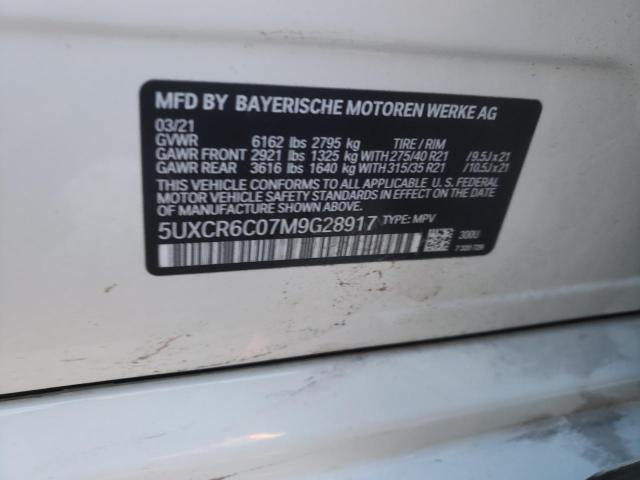 MFD BY BAYERISCHE MOTOREN WERKE AG
03/21
GVWR 6162 lbs 2795 kg TIRE / RIM
GAWR FRONT 2921 lbs 1325 kg WITH 275/40 R21 /9.5Jx21
GAWR REAR 3616 lbs 1640 kg WITH 315/35 R21 /10.5Jx21
THIS VEHICLE CONFORMS TO ALL APPLICABLE U.S. FEDERAL
MOTOR VEHICLE SAFETY STANDARDS IN EFFECT ON THE DATE
OF MANUFACTURE SHOWN ABOVE.
5UXCR6C07M9G28917 TYPE: MPV
300U